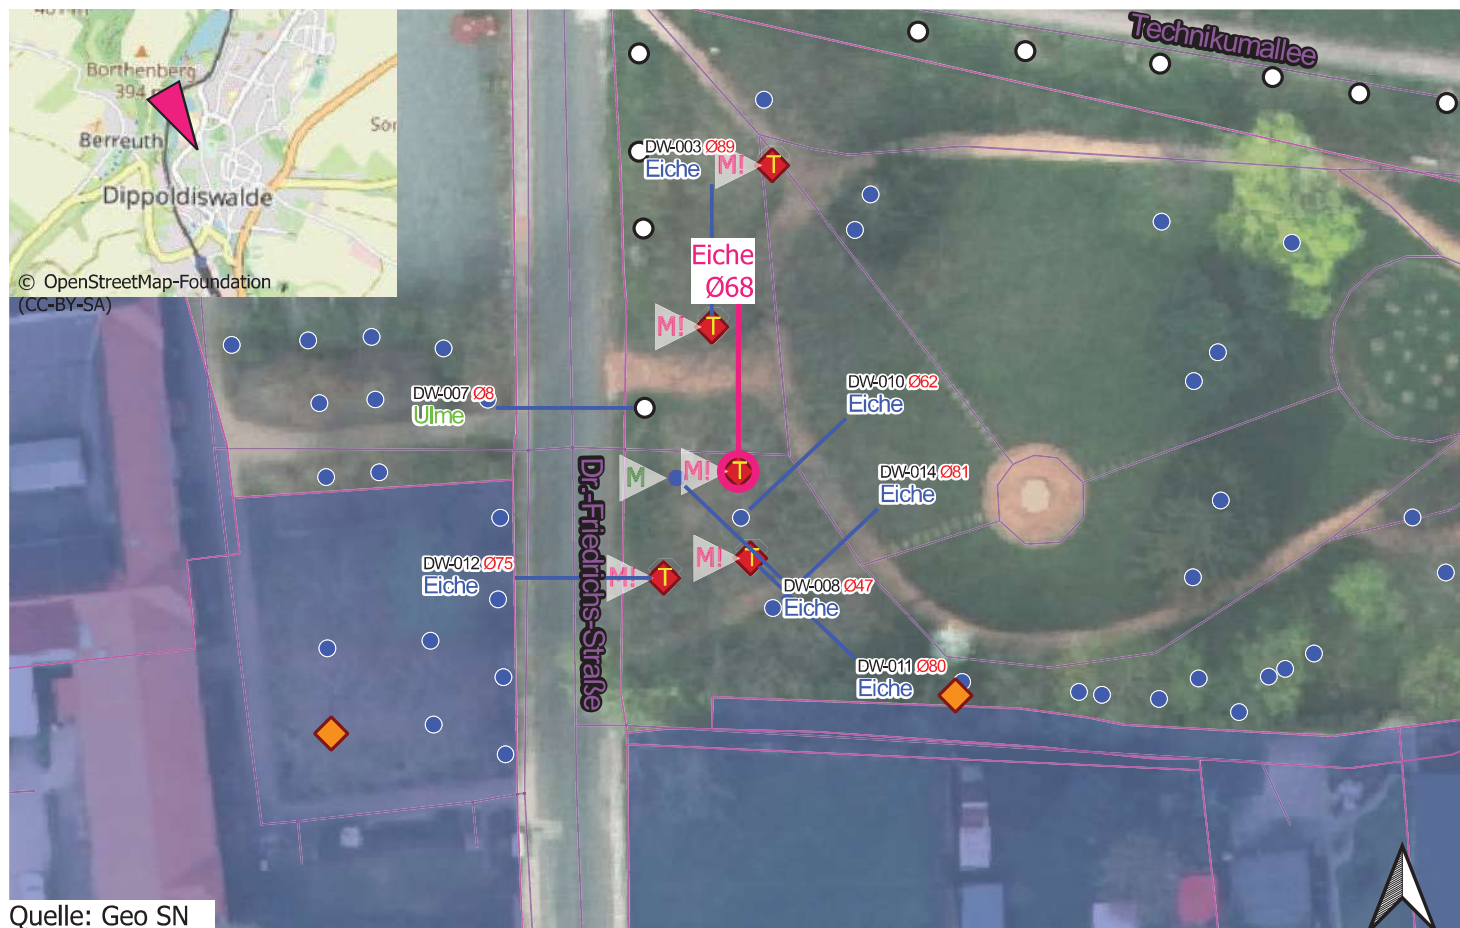 Borthenberg
394
Berreuth
Dippoldiswalde
© OpenStreetMap-Foundation
(CC-BY-SA)
Technikumallee
DW-003 Ø89
Eiche
M!
T
Eiche
Ø68
M!
T
DW-007 Ø8
Ulme
DW-010 Ø62
Eiche
M
M!
T
DW-014 Ø81
Eiche
M!
T
DW-012 Ø75
Eiche
M!
T
DW-008 Ø47
Eiche
Dr.-Friedrichs-Straße
DW-011 Ø80
Eiche
Quelle: Geo SN